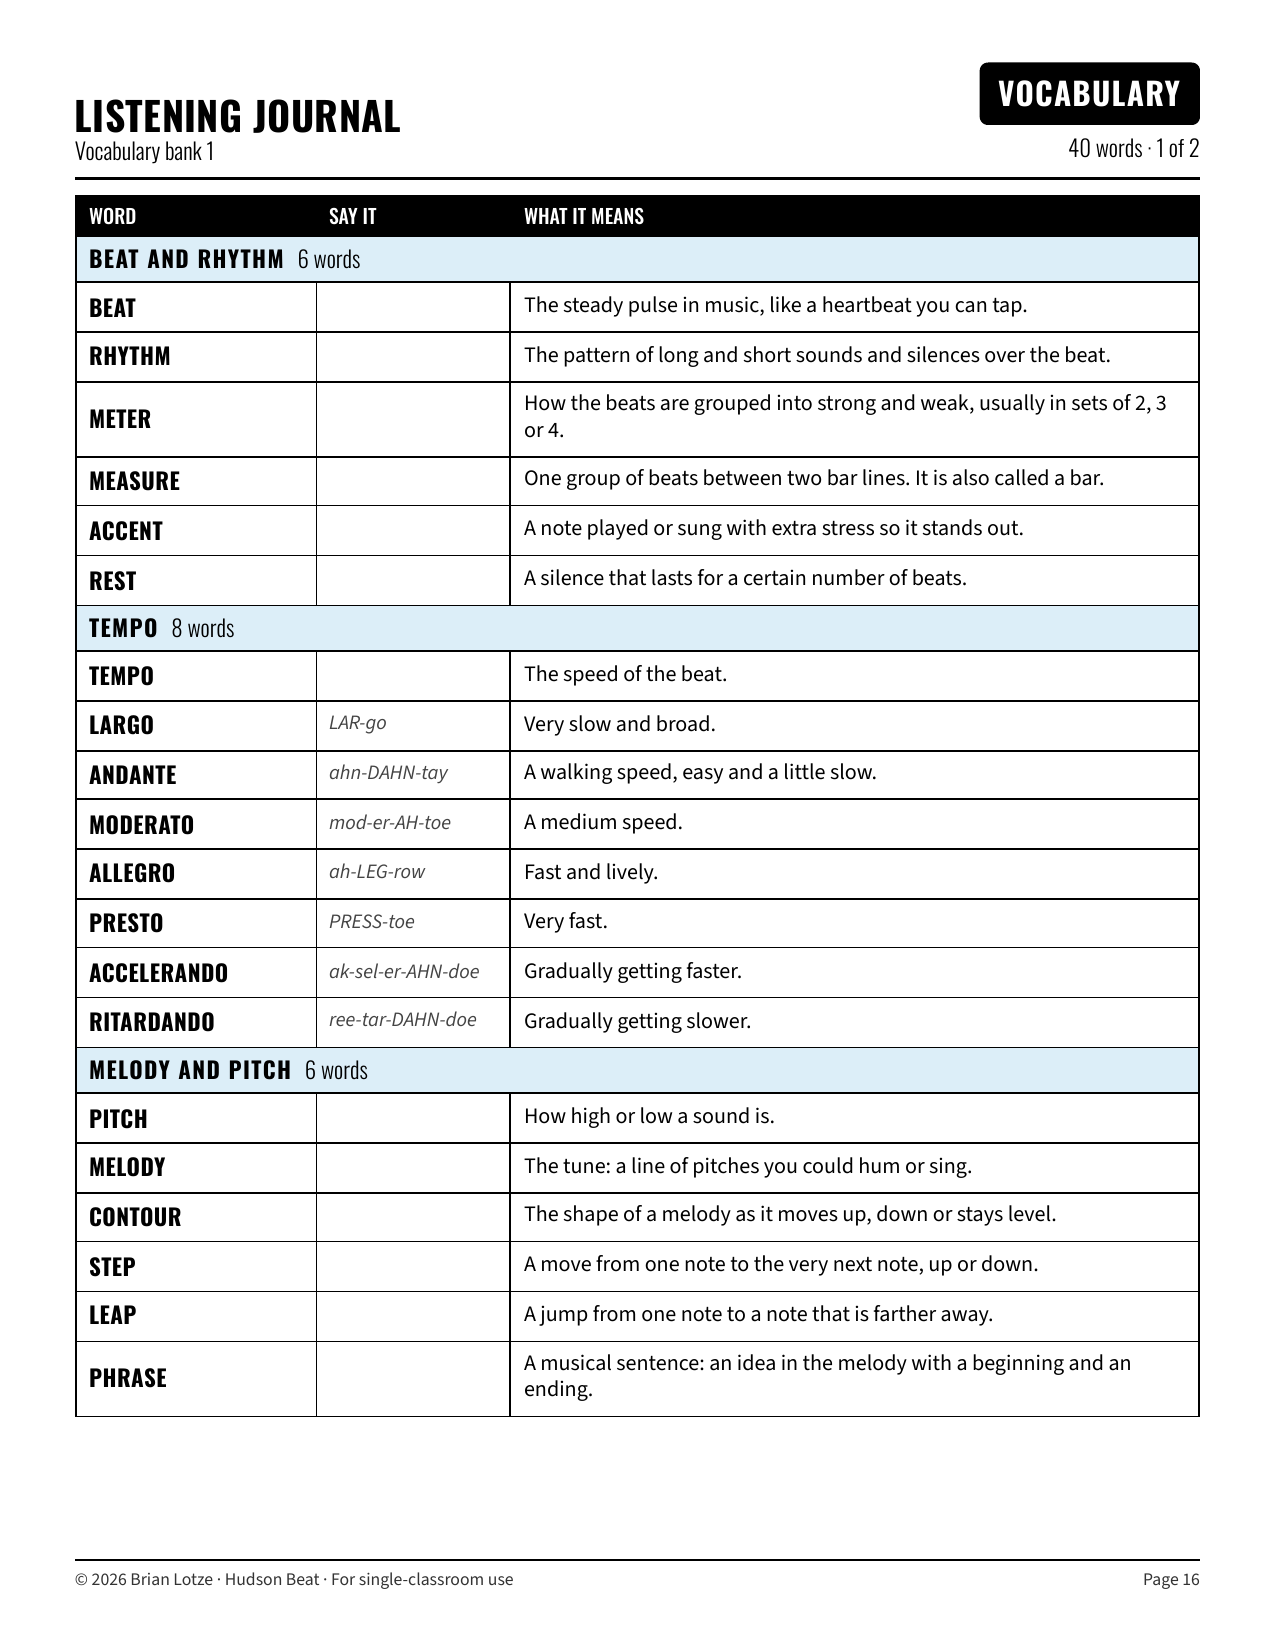 LISTENING JOURNAL
Vocabulary bank 1
VOCABULARY
40 words · 1 of 2
WORD SAY IT WHAT IT MEANS
BEAT AND RHYTHM 6 words
BEAT The steady pulse in music, like a heartbeat you can tap.
RHYTHM The pattern of long and short sounds and silences over the beat.
METER How the beats are grouped into strong and weak, usually in sets of 2, 3
or 4.
MEASURE One group of beats between two bar lines. It is also called a bar.
ACCENT A note played or sung with extra stress so it stands out.
REST A silence that lasts for a certain number of beats.
TEMPO 8 words
TEMPO The speed of the beat.
LARGO LAR-go Very slow and broad.
ANDANTE ahn-DAHN-tay A walking speed, easy and a little slow.
MODERATO mod-er-AH-toe A medium speed.
ALLEGRO ah-LEG-row Fast and lively.
PRESTO PRESS-toe Very fast.
ACCELERANDO ak-sel-er-AHN-doe Gradually getting faster.
RITARDANDO ree-tar-DAHN-doe Gradually getting slower.
MELODY AND PITCH 6 words
PITCH How high or low a sound is.
MELODY The tune: a line of pitches you could hum or sing.
CONTOUR The shape of a melody as it moves up, down or stays level.
STEP A move from one note to the very next note, up or down.
LEAP A jump from one note to a note that is farther away.
PHRASE A musical sentence: an idea in the melody with a beginning and an
ending.
© 2026 Brian Lotze · Hudson Beat · For single-classroom use Page 16